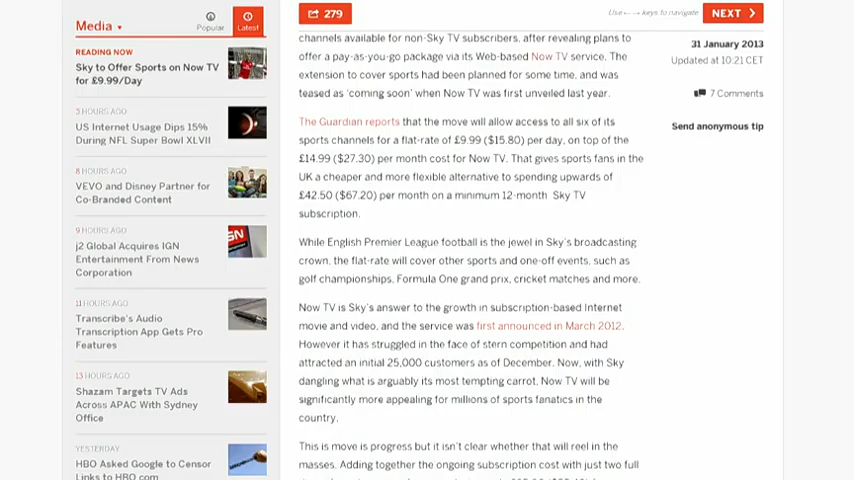 Media
Popular
Latest
READING NOW
Sky to Offer Sports on Now TV
for £9.99/Day
3 HOURS AGO
US Internet Usage Dips 15%
During NFL Super Bowl XLVII
8 HOURS AGO
VEVO and Disney Partner for
Co-Branded Content
9 HOURS AGO
j2 Global Acquires IGN
Entertainment From News
Corporation
11 HOURS AGO
Transcribe's Audio
Transcription App Gets Pro
Features
13 HOURS AGO
Shazam Targets TV Ads
Across APAC With Sydney
Office
YESTERDAY
HBO Asked Google to Censor
Links to HBO.com
279
Use ←→ keys to navigate
NEXT
channels available for non-Sky TV subscribers, after revealing plans to
offer a pay-as-you-go package via its Web-based Now TV service. The
extension to cover sports had been planned for some time, and was
teased as 'coming soon' when Now TV was first unveiled last year.
The Guardian reports that the move will allow access to all six of its
sports channels for a flat-rate of £9.99 ($15.80) per day, on top of the
£14.99 ($27.30) per month cost for Now TV. That gives sports fans in the
UK a cheaper and more flexible alternative to spending upwards of
£42.50 ($67.20) per month on a minimum 12-month Sky TV
subscription.
While English Premier League football is the jewel in Sky's broadcasting
crown, the flat-rate will cover other sports and one-off events, such as
golf championships, Formula One grand prix, cricket matches and more.
Now TV is Sky's answer to the growth in subscription-based Internet
movie and video, and the service was first announced in March 2012.
However it has struggled in the face of stern competition and had
attracted an initial 25,000 customers as of December. Now, with Sky
dangling what is arguably its most tempting carrot, Now TV will be
significantly more appealing for millions of sports fanatics in the
country.
This is move is progress but it isn't clear whether that will reel in the
masses. Adding together the ongoing subscription cost with just two full
31 January 2013
Updated at 10:21 CET
7 Comments
Send anonymous tip